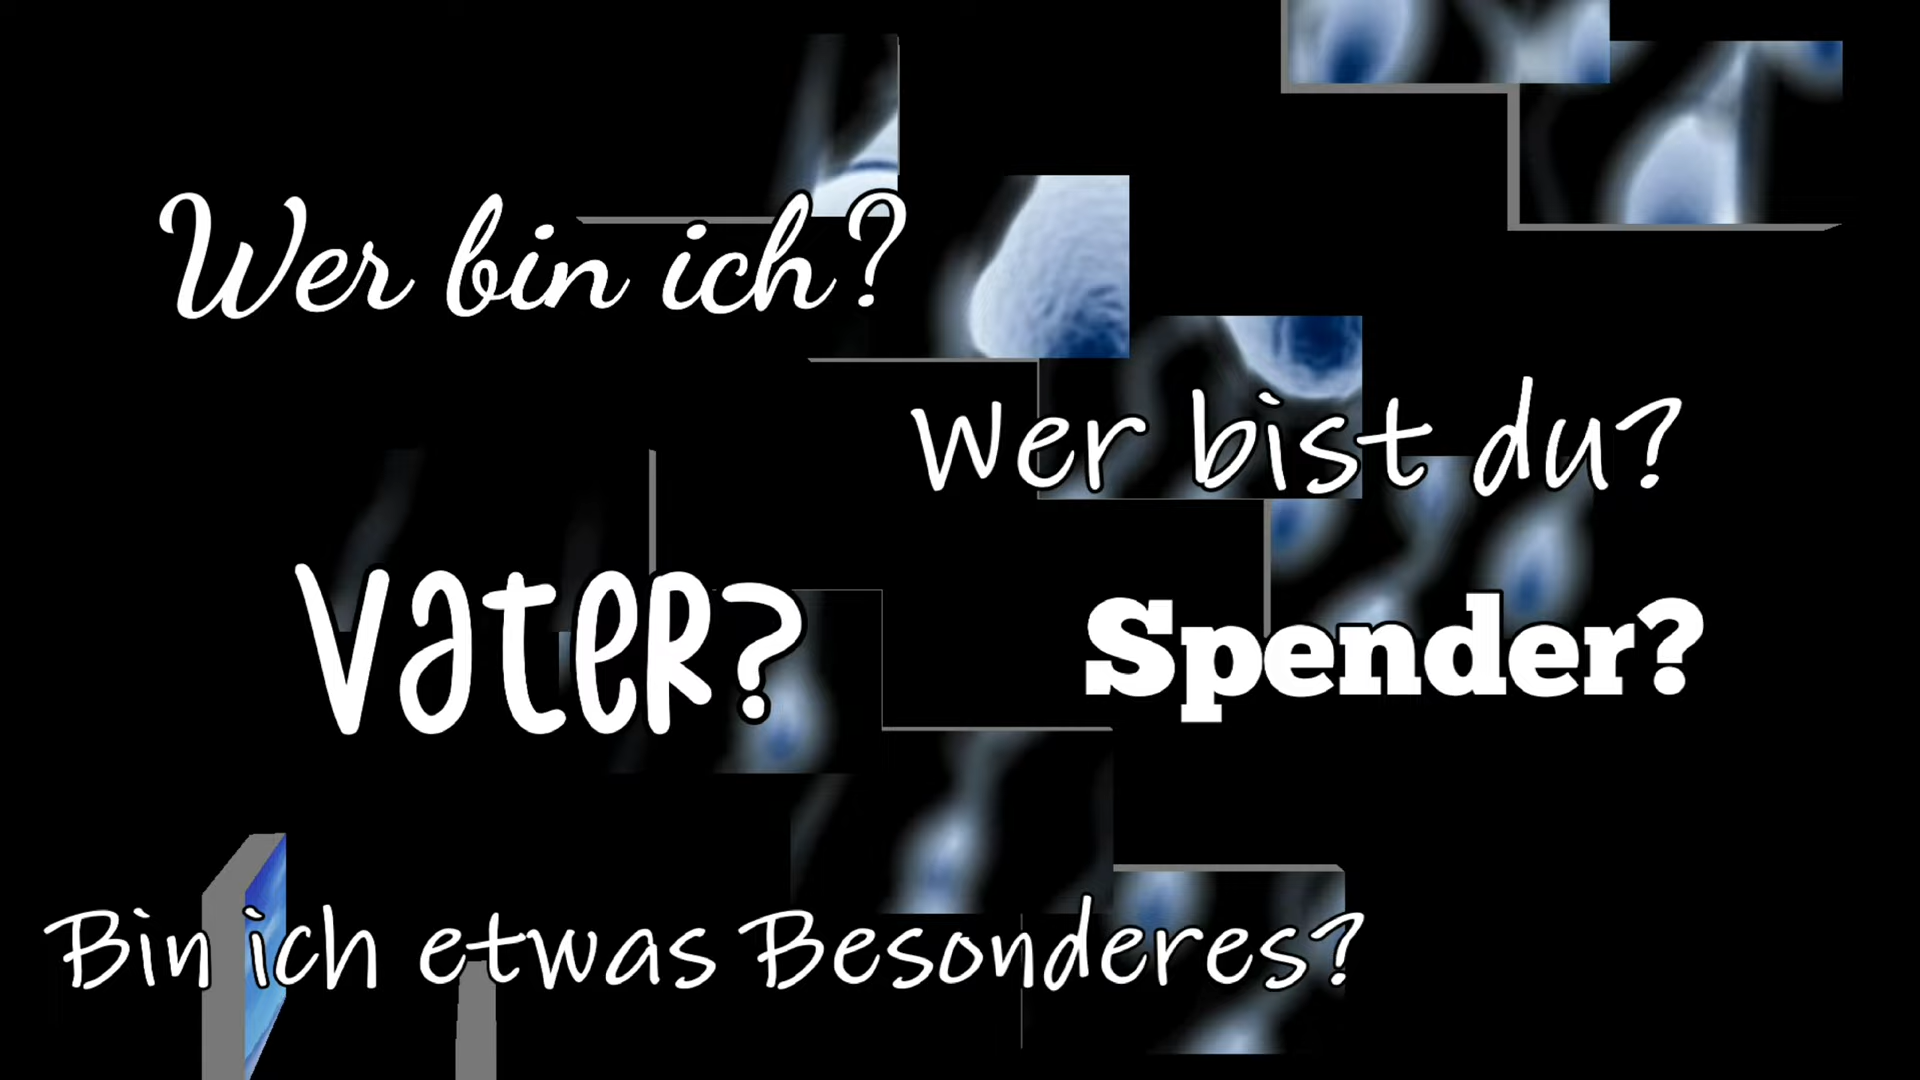 Wer bin ich?
Wer bist du?
Vater?
Spender?
Bin ich etwas Besonderes?